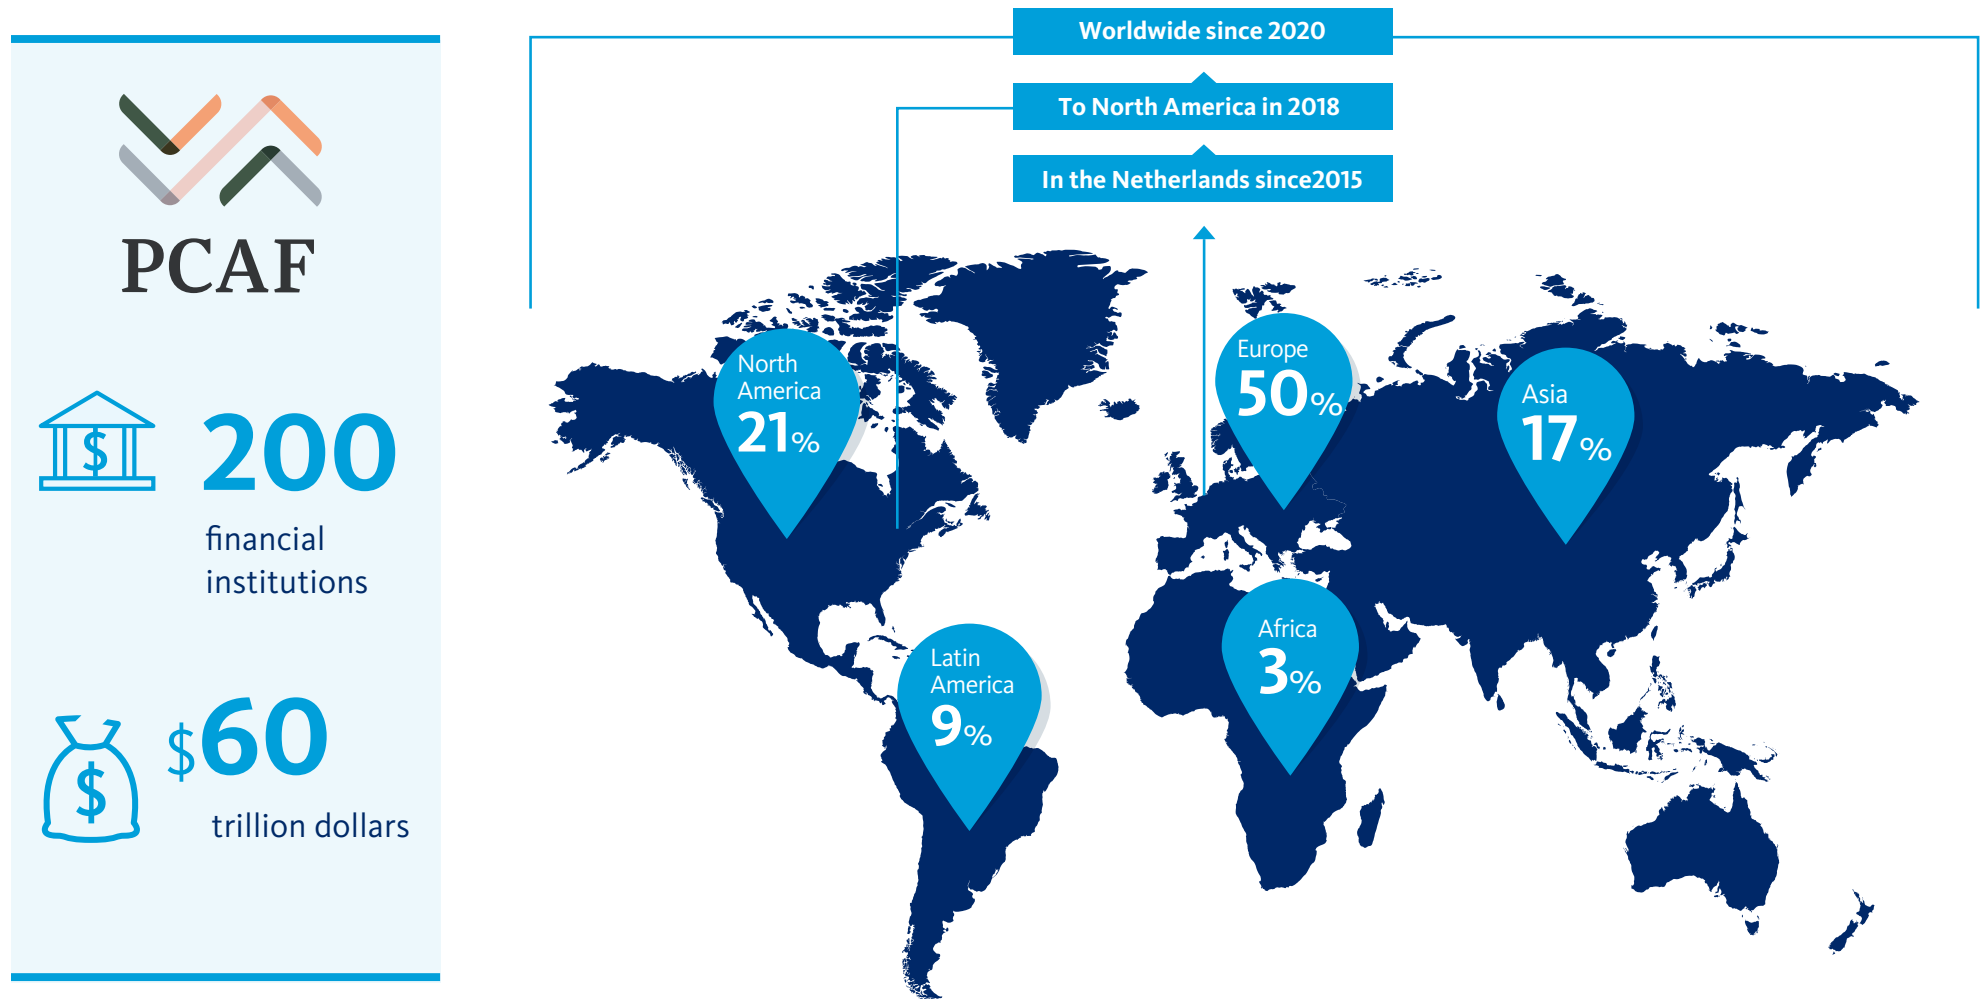 PCAF
$
200
financial
institutions
$
$60
trillion dollars
Worldwide since 2020
To North America in 2018
In the Netherlands since2015
North
America
21%
Europe
50%
Asia
17%
Latin
America
9%
Africa
3%